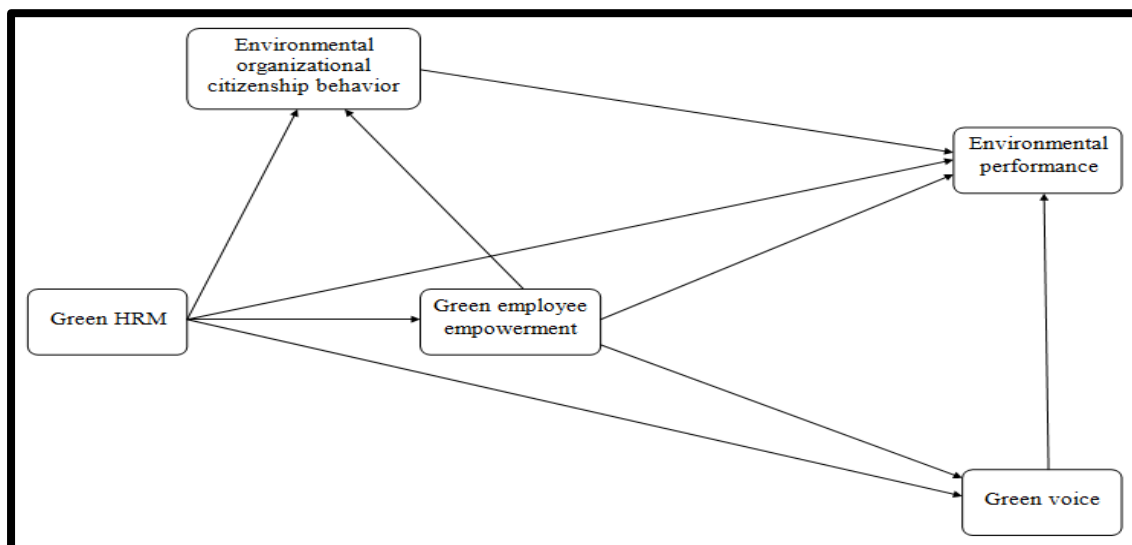 Environmental
organizational
citizenship behavior
Environmental
performance
Green HRM
Green employee
empowerment
Green voice